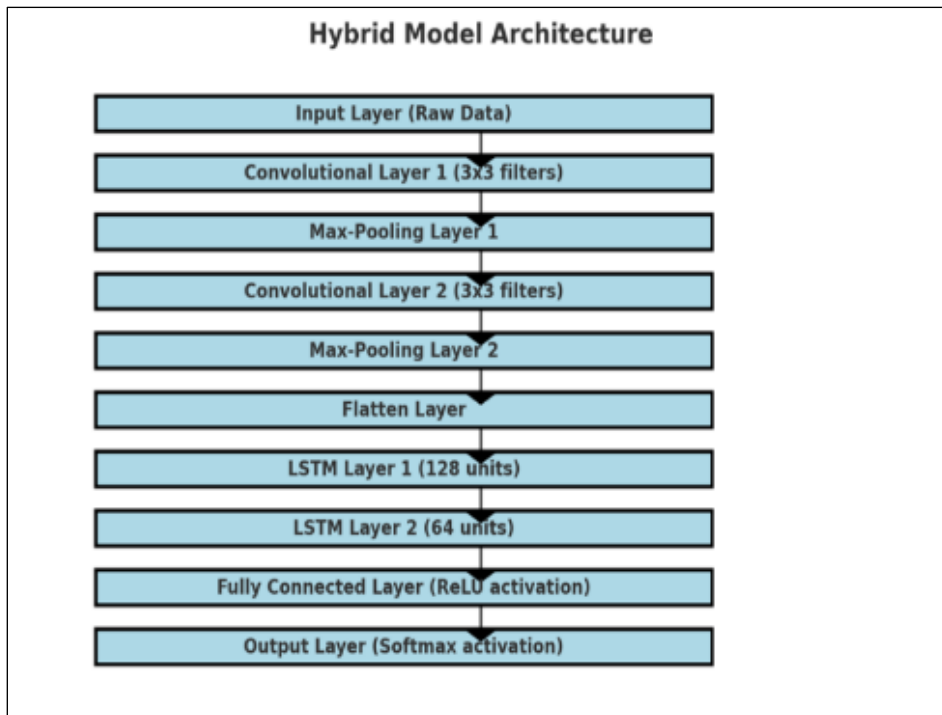 Hybrid Model Architecture
Input Layer (Raw Data)
Convolutional Layer 1 (3x3 filters)
Max-Pooling Layer 1
Convolutional Layer 2 (3x3 filters)
Max-Pooling Layer 2
Flatten Layer
LSTM Layer 1 (128 units)
LSTM Layer 2 (64 units)
Fully Connected Layer (ReLU activation)
Output Layer (Softmax activation)